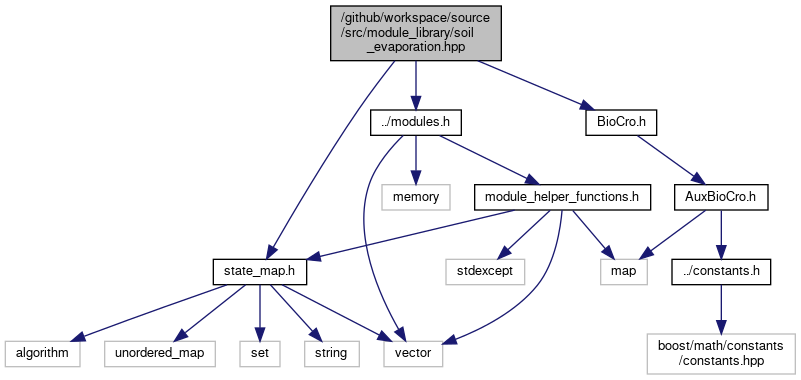 /github/workspace/source
/src/module_library/soil
_evaporation.hpp
../modules.h
BioCro.h
memory
module_helper_functions.h
AuxBioCro.h
state_map.h
stdexcept
map
../constants.h
algorithm
unordered_map
set
string
vector
boost/math/constants
/constants.hpp